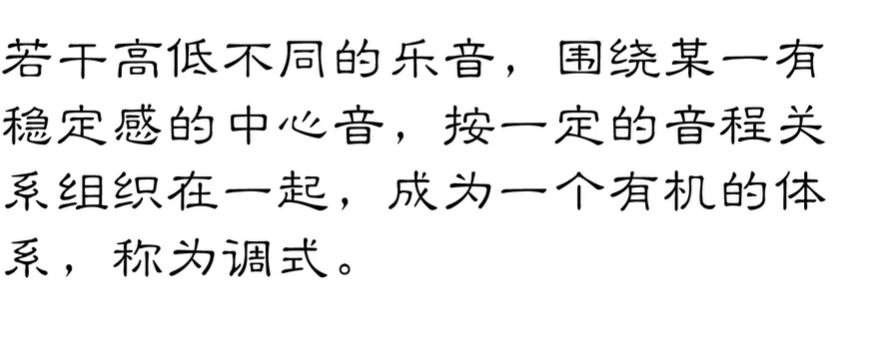 若干高低不同的乐音，围绕某一有
稳定感的中心音，按一定的音程关
系组织在一起，成为一个有机的体
系，称为调式。